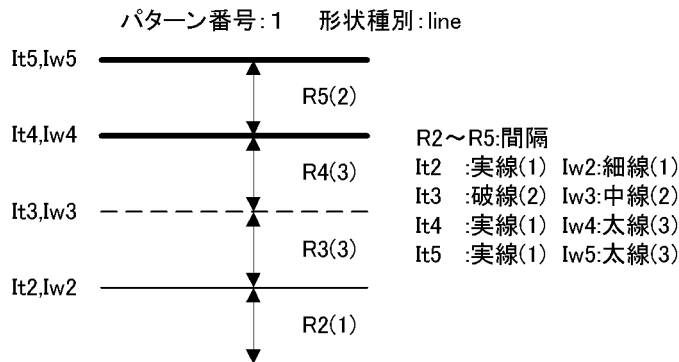 パターン番号:1 形状種別:line
It5,Iw5
R5(2)
It4,Iw4
R4(3)
It3,Iw3
R3(3)
It2,Iw2
R2(1)
R2～R5:間隔
It2 :実線(1) Iw2:細線(1)
It3 :破線(2) Iw3:中線(2)
It4 :実線(1) Iw4:太線(3)
It5 :実線(1) Iw5:太線(3)